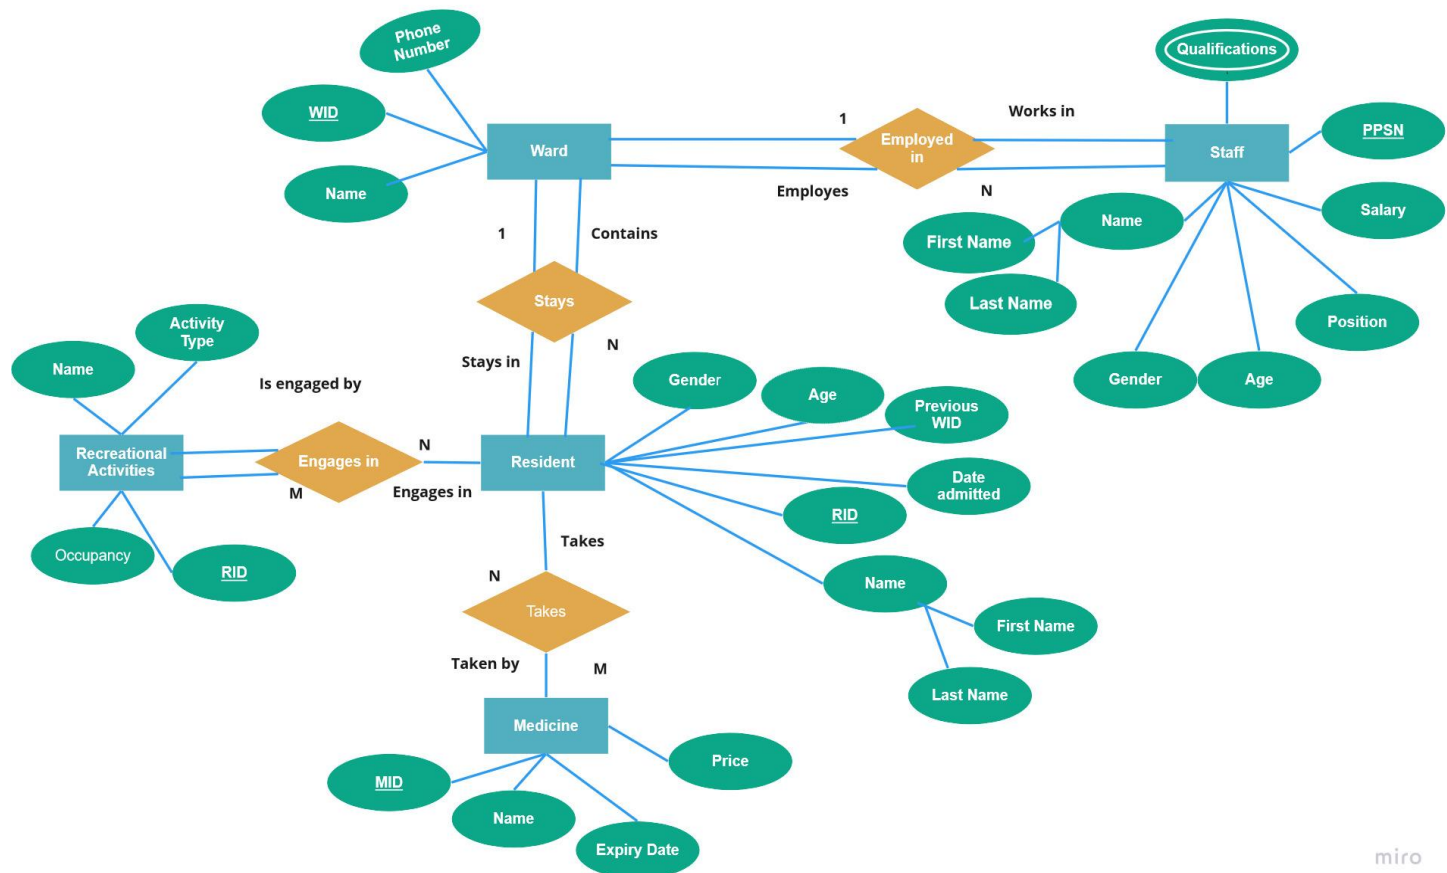 Phone
Number
Qualifications
WID
1
Works in
PPSN
Ward
Employed
in
Staff
Name
Employes
N
Salary
Name
First Name
1
Contains
Last Name
Stays
Position
Activity
Type
Stays in
N
Name
Is engaged by
Gender
Age
Gender
Age
Previous
WID
Recreational
Activities
Engages in
N
Resident
M
Engages in
Date
admitted
RID
Occupancy
RID
Takes
N
Name
Takes
First Name
Taken by
M
Last Name
Medicine
Price
MID
Name
Expiry Date
miro